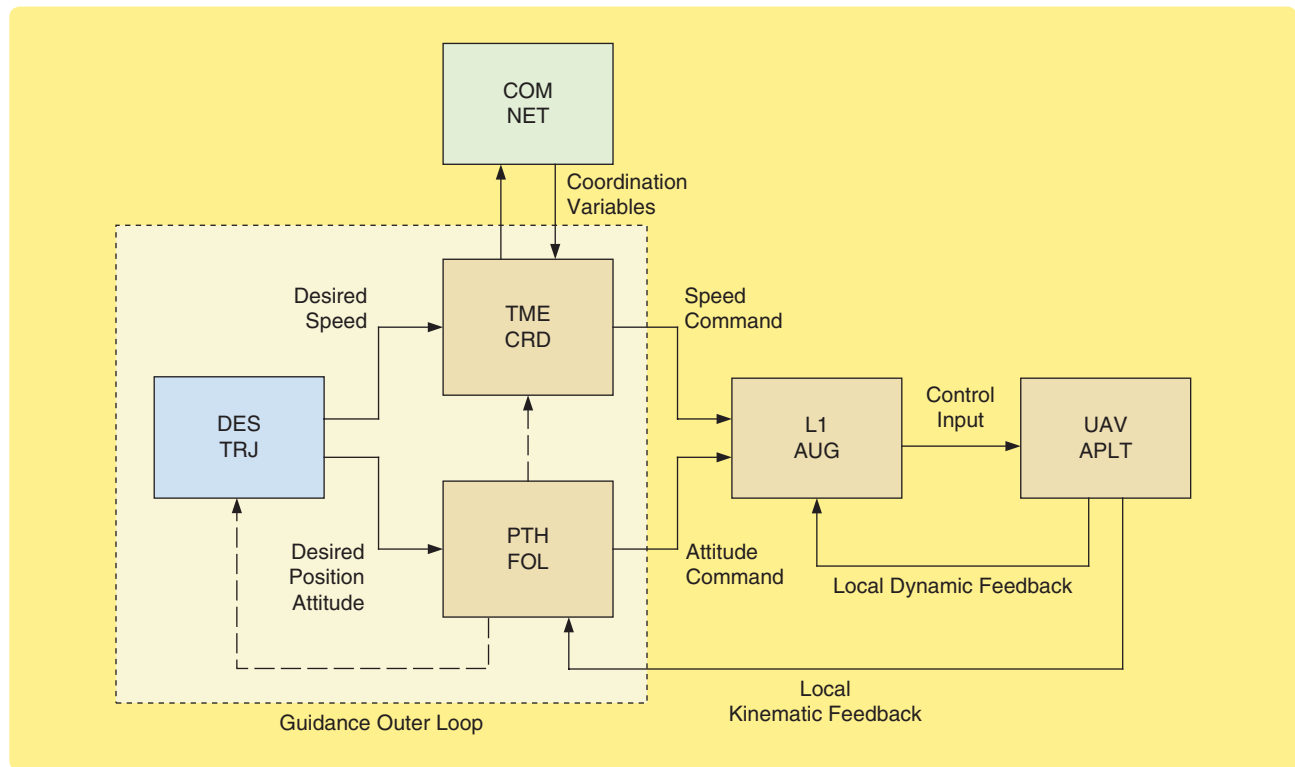 COM
NET
Coordination
Variables
Desired
Speed
TME
CRD
Speed
Command
DES
TRJ
L1
AUG
Control
Input
UAV
APLT
Desired
Position
Attitude
PTH
FOL
Attitude
Command
Local Dynamic Feedback
Local
Kinematic Feedback
Guidance Outer Loop